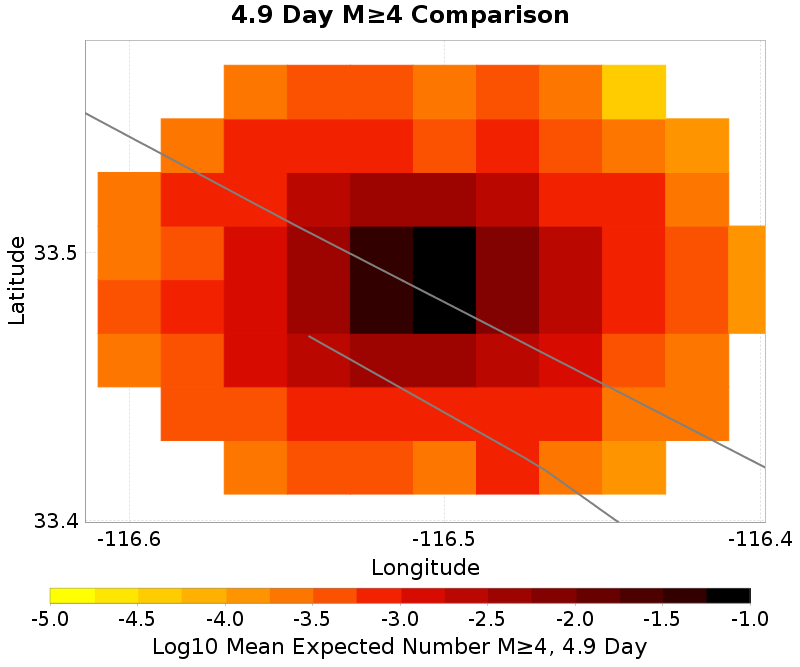 4.9 Day M≥4 Comparison
Latitude
33.5
33.4
-116.6 -116.5 -116.4
Longitude
-5.0 -4.5 -4.0 -3.5 -3.0 -2.5 -2.0 -1.5 -1.0
Log10 Mean Expected Number M≥4, 4.9 Day